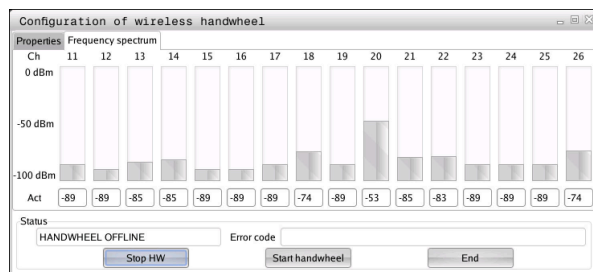 Configuration of wireless handwheel
Properties Frequency spectrum
Ch 11 12 13 14 15 16 17 18 19 20 21 22 23 24 25 26
0 dBm
-50 dBm
-100 dBm
Act -89 -89 -85 -85 -89 -89 -89 -74 -89 -53 -85 -83 -89 -89 -89 -74
Status
HANDWHEEL OFFLINE Error code
Stop HW Start handwheel End